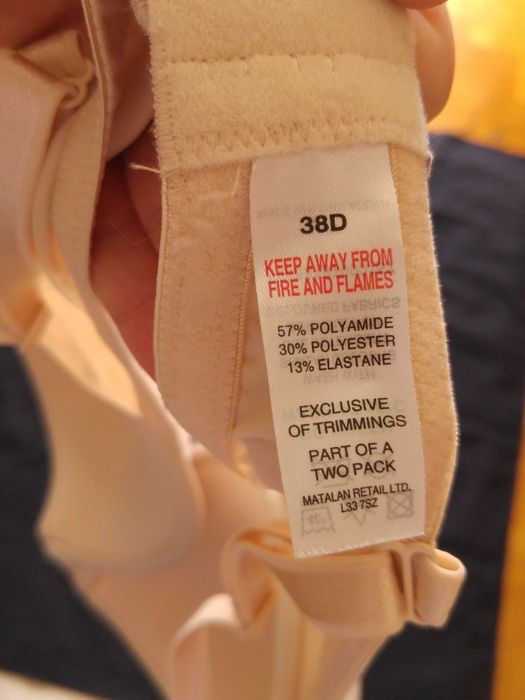 38D
KEEP AWAY FROM
FIRE AND FLAMES
57% POLYAMIDE
30% POLYESTER
13% ELASTANE
EXCLUSIVE
OF TRIMMINGS
PART OF A
TWO PACK
MATALAN RETAIL LTD.
L33 7SZ